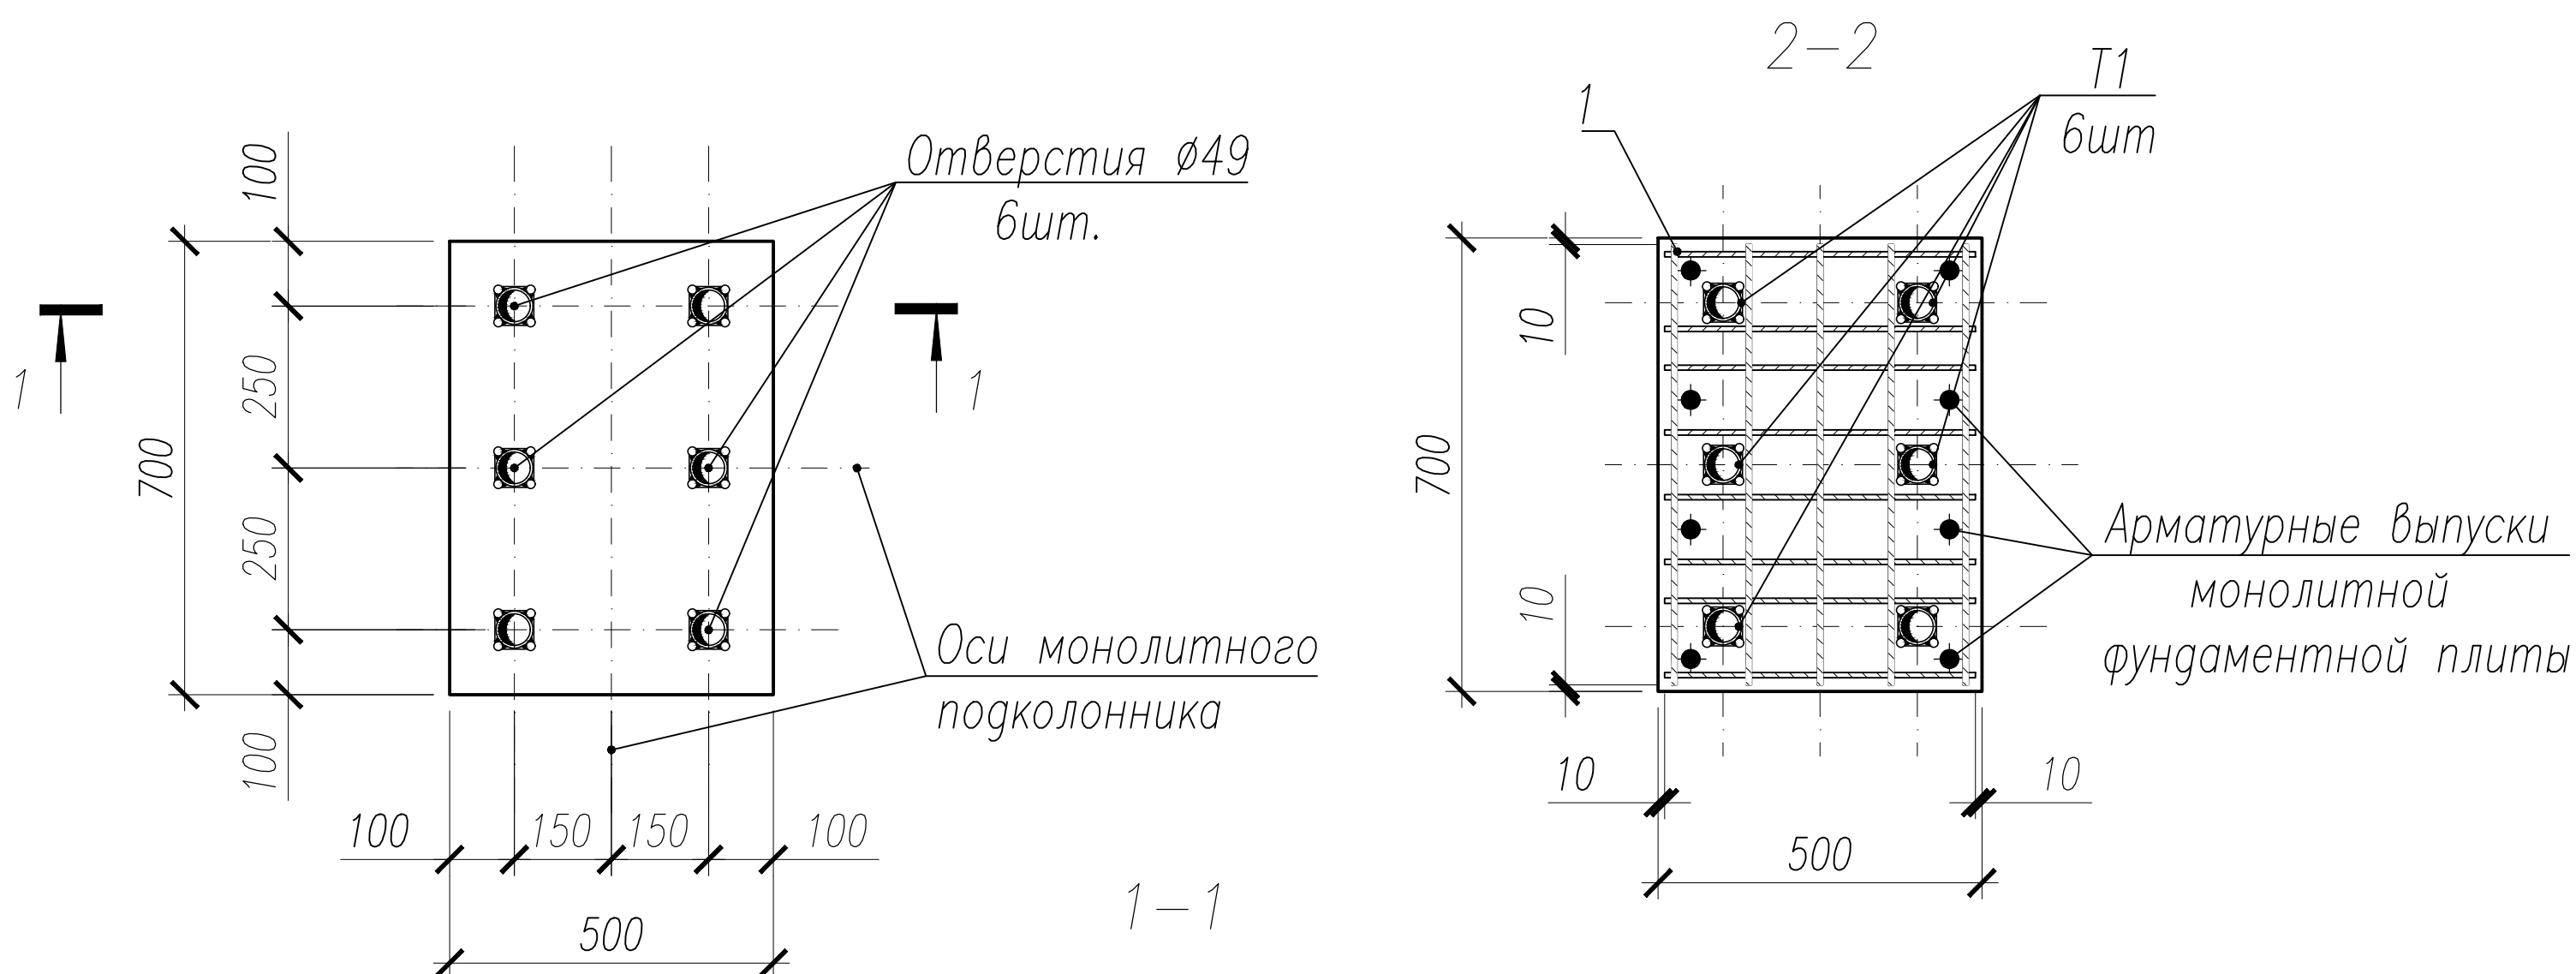 2-2
Т1
6шт
1
100
Отверстия ø49
6шт.
250
10
1
1
700
700
250
10
Арматурные выпуски
монолитной
фундаментной плиты
Оси монолитного
подколонника
100
10
10
100
150
150
100
500
1-1
500